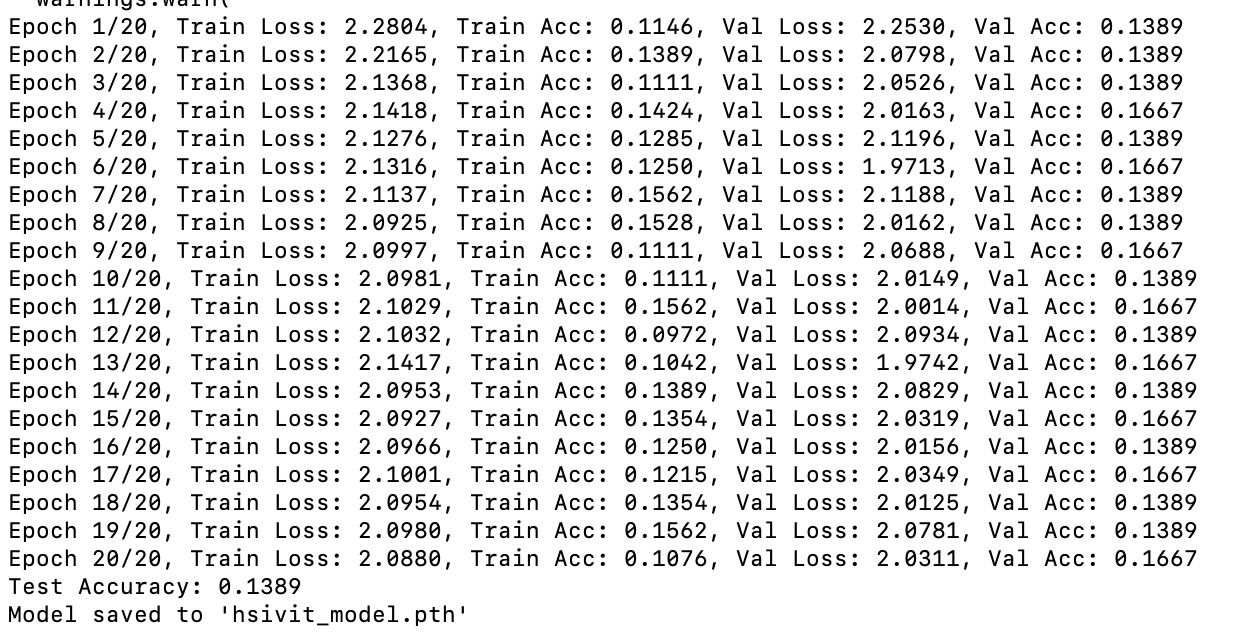 warnings.warn(
Epoch 1/20, Train Loss: 2.2804, Train Acc: 0.1146, Val Loss: 2.2530, Val Acc: 0.1389
Epoch 2/20, Train Loss: 2.2165, Train Acc: 0.1389, Val Loss: 2.0798, Val Acc: 0.1389
Epoch 3/20, Train Loss: 2.1368, Train Acc: 0.1111, Val Loss: 2.0526, Val Acc: 0.1389
Epoch 4/20, Train Loss: 2.1418, Train Acc: 0.1424, Val Loss: 2.0163, Val Acc: 0.1667
Epoch 5/20, Train Loss: 2.1276, Train Acc: 0.1285, Val Loss: 2.1196, Val Acc: 0.1389
Epoch 6/20, Train Loss: 2.1316, Train Acc: 0.1250, Val Loss: 1.9713, Val Acc: 0.1667
Epoch 7/20, Train Loss: 2.1137, Train Acc: 0.1562, Val Loss: 2.1188, Val Acc: 0.1389
Epoch 8/20, Train Loss: 2.0925, Train Acc: 0.1528, Val Loss: 2.0162, Val Acc: 0.1389
Epoch 9/20, Train Loss: 2.0997, Train Acc: 0.1111, Val Loss: 2.0688, Val Acc: 0.1667
Epoch 10/20, Train Loss: 2.0981, Train Acc: 0.1111, Val Loss: 2.0149, Val Acc: 0.1389
Epoch 11/20, Train Loss: 2.1029, Train Acc: 0.1562, Val Loss: 2.0014, Val Acc: 0.1667
Epoch 12/20, Train Loss: 2.1032, Train Acc: 0.0972, Val Loss: 2.0934, Val Acc: 0.1389
Epoch 13/20, Train Loss: 2.1417, Train Acc: 0.1042, Val Loss: 1.9742, Val Acc: 0.1667
Epoch 14/20, Train Loss: 2.0953, Train Acc: 0.1389, Val Loss: 2.0829, Val Acc: 0.1389
Epoch 15/20, Train Loss: 2.0927, Train Acc: 0.1354, Val Loss: 2.0319, Val Acc: 0.1667
Epoch 16/20, Train Loss: 2.0966, Train Acc: 0.1250, Val Loss: 2.0156, Val Acc: 0.1389
Epoch 17/20, Train Loss: 2.1001, Train Acc: 0.1215, Val Loss: 2.0349, Val Acc: 0.1667
Epoch 18/20, Train Loss: 2.0954, Train Acc: 0.1354, Val Loss: 2.0125, Val Acc: 0.1389
Epoch 19/20, Train Loss: 2.0980, Train Acc: 0.1562, Val Loss: 2.0781, Val Acc: 0.1389
Epoch 20/20, Train Loss: 2.0880, Train Acc: 0.1076, Val Loss: 2.0311, Val Acc: 0.1667
Test Accuracy: 0.1389
Model saved to 'hsivit_model.pth'